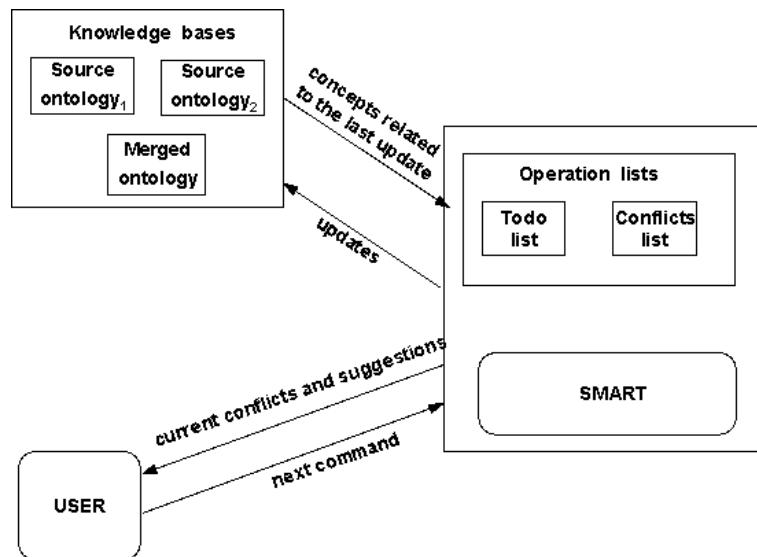 Knowledge bases
Source
ontology₁
Source
ontology₂
Merged
ontology
concepts related
to the last update
updates
Operation lists
Todo
list
Conflicts
list
SMART
current conflicts and suggestions
next command
USER